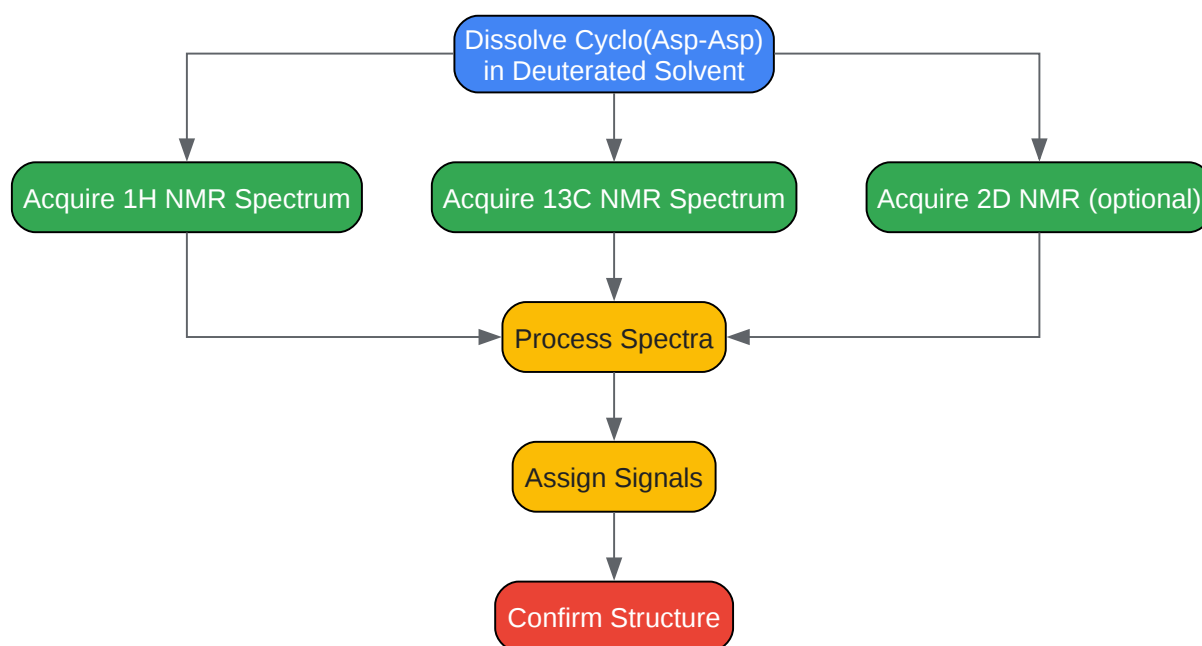 Dissolve Cyclo(Asp-Asp)
in Deuterated Solvent
Acquire 1H NMR Spectrum
Acquire 13C NMR Spectrum
Acquire 2D NMR (optional)
Process Spectra
Assign Signals
Confirm Structure